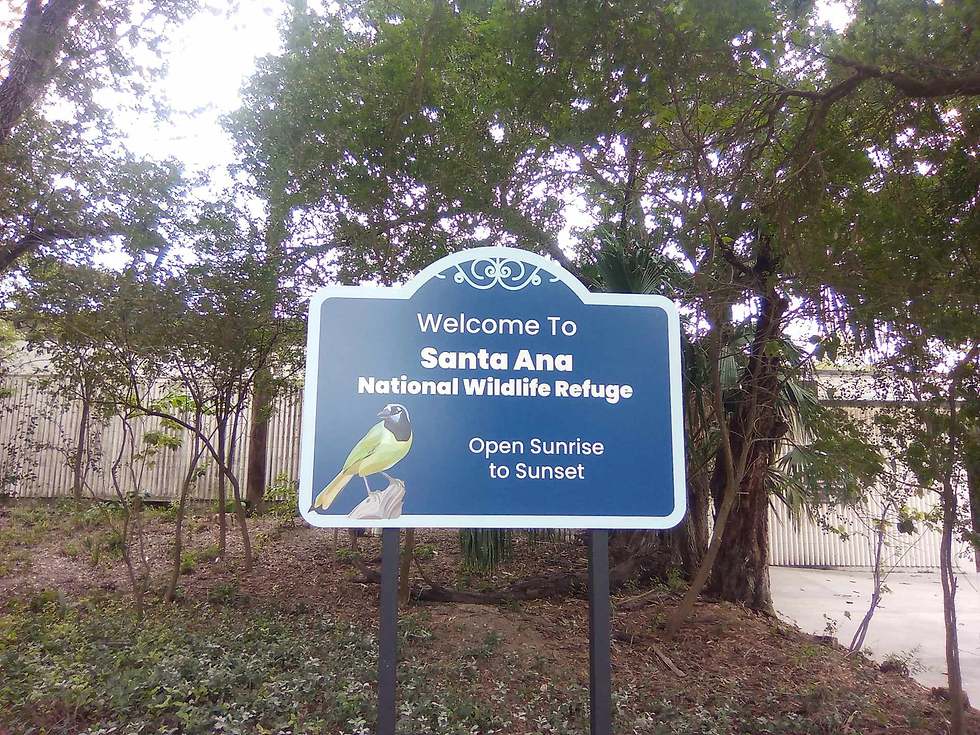 Welcome To
Santa Ana
National Wildlife Refuge
Open Sunrise
to Sunset